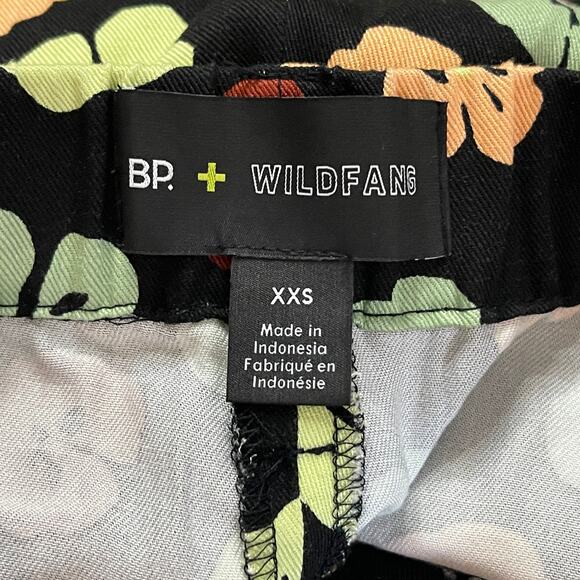 BP. + WILDFANG
XXS
Made in
Indonesia
Fabriqué en
Indonésie